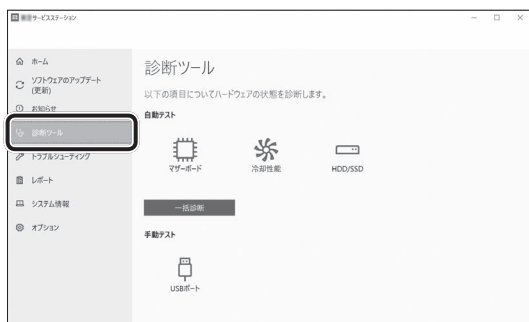 サービスステーション
ホーム
ソフトウェアのアップデート
(更新)
お知らせ
診断ツール
トラブルシューティング
レポート
システム情報
オプション
診断ツール
以下の項目についてハードウェアの状態を診断します。
自動テスト
マザーボード
冷却性能
HDD/SSD
一括診断
手動テスト
USBポート